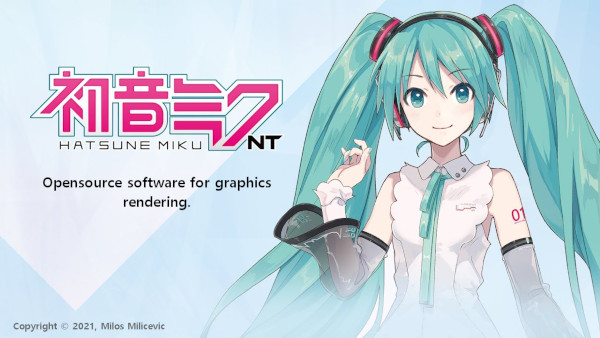 初音ミク
HATSUNE MIKU NT
Opensource software for graphics
rendering.
01
Copyright © 2021, Milos Milicevic